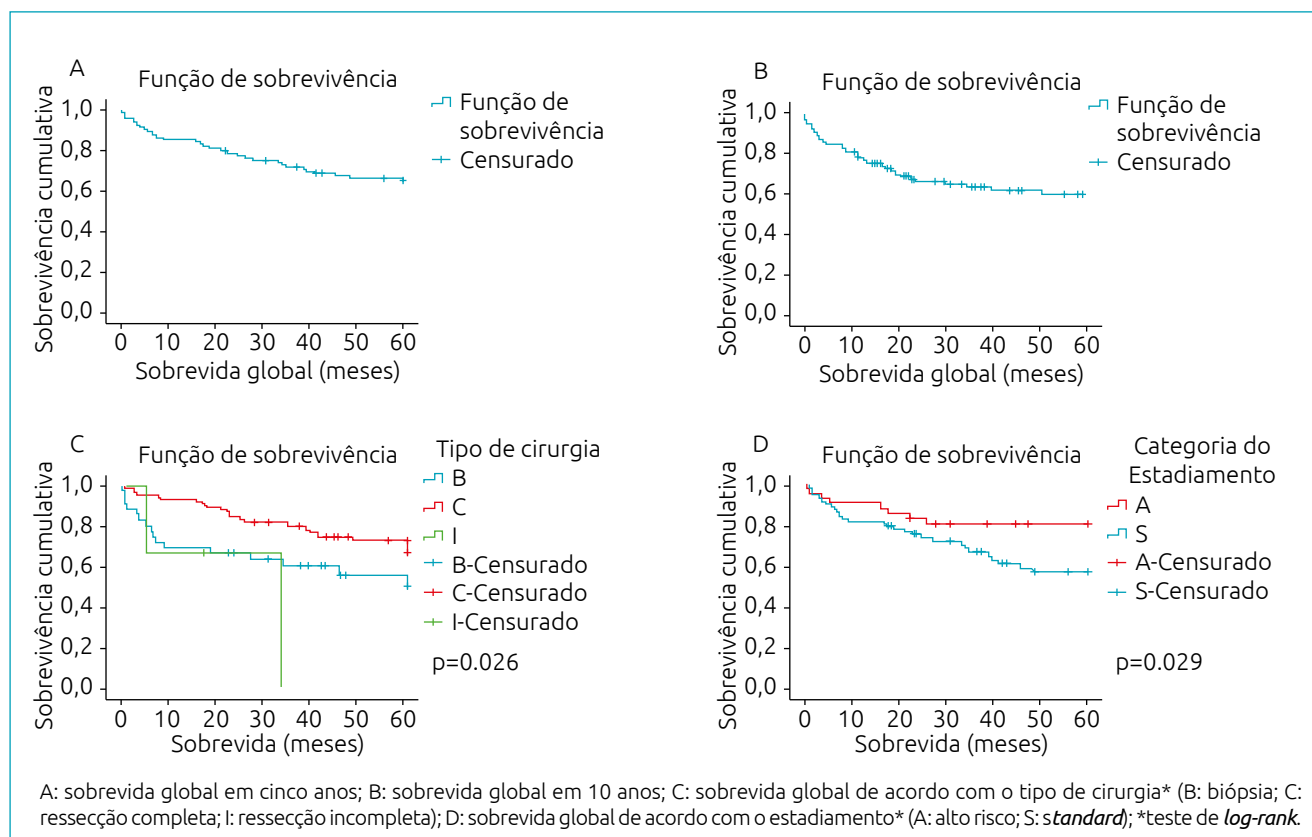 A
Função de sobrevivência
Sobrevivência cumulativa
1,0
0,8
0,6
0,4
0,2
0,0
0 10 20 30 40 50 60
Sobrevida global (meses)
Função de
sobrevivência
Censurado
B
Função de sobrevivência
Sobrevivência cumulativa
1,0
0,8
0,6
0,4
0,2
0,0
0 10 20 30 40 50 60
Sobrevida global (meses)
Função de
sobrevivência
Censurado
C
Função de sobrevivência
Sobrevivência cumulativa
1,0
0,8
0,6
0,4
0,2
0,0
0 10 20 30 40 50 60
Sobrevida (meses)
Tipo de cirurgia
B
C
I
B-Censurado
C-Censurado
I-Censurado
p=0.026
D
Função de sobrevivência
Sobrevivência cumulativa
1,0
0,8
0,6
0,4
0,2
0,0
0 10 20 30 40 50 60
Sobrevida (meses)
Categoria do
Estadiamento
A
S
A-Censurado
S-Censurado
p=0.029
A: sobrevida global em cinco anos; B: sobrevida global em 10 anos; C: sobrevida global de acordo com o tipo de cirurgia* (B: biópsia; C:
ressecção completa; I: ressecção incompleta); D: sobrevida global de acordo com o estadiamento* (A: alto risco; S: standard); *teste de log-rank.